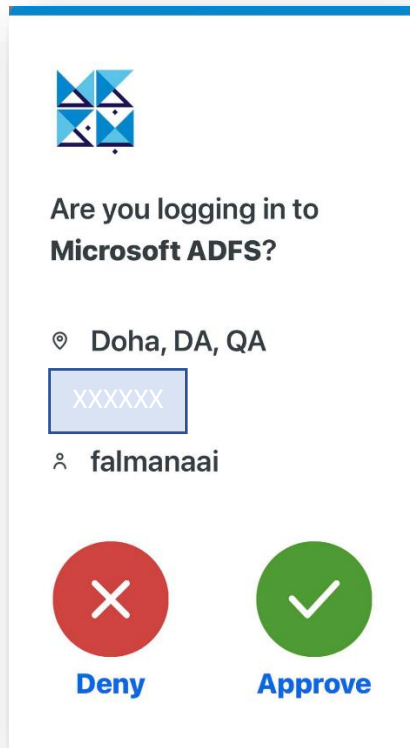 Are you logging in to
Microsoft ADFS?
Doha, DA, QA
XXXXXX
falmanaai
Deny
Approve